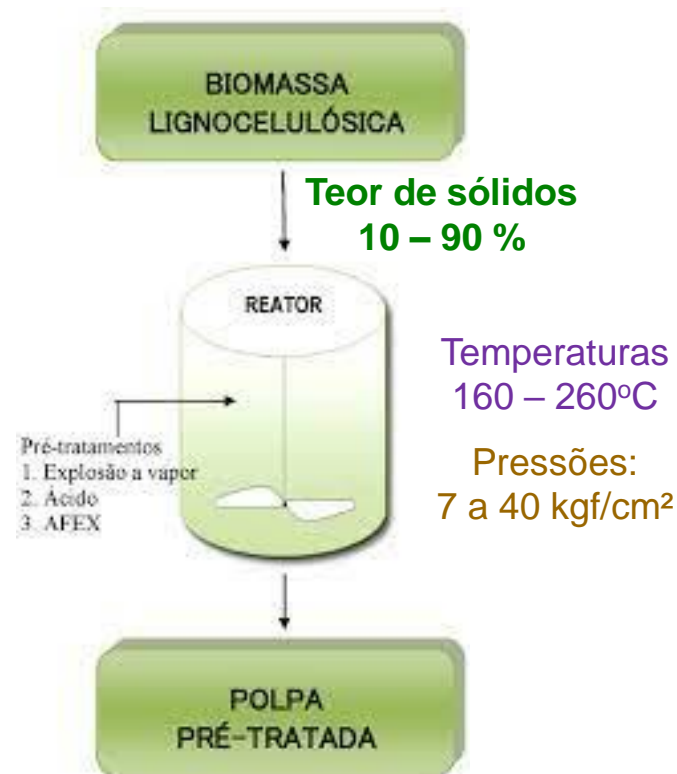 BIOMASSA
LIGNOCELULÓSICA
Teor de sólidos
10 – 90 %
REATOR
Temperaturas
160 – 260ºC
Pressões:
7 a 40 kgf/cm²
Pré-tratamentos
1. Explosão a vapor
2. Ácido
3. AFEX
POLPA
PRÉ-TRATADA